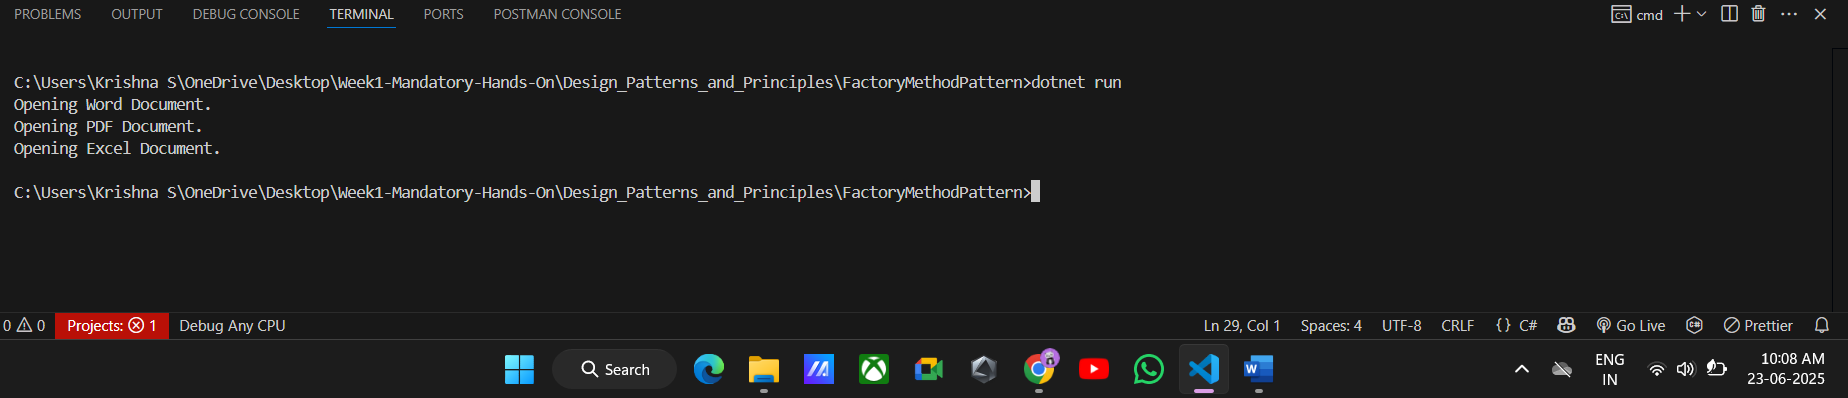 PROBLEMS OUTPUT DEBUG CONSOLE TERMINAL PORTS POSTMAN CONSOLE cmd
C:\Users\Krishna S\OneDrive\Desktop\Week1-Mandatory-Hands-On\Design_Patterns_and_Principles\FactoryMethodPattern>dotnet run
Opening Word Document.
Opening PDF Document.
Opening Excel Document.
C:\Users\Krishna S\OneDrive\Desktop\Week1-Mandatory-Hands-On\Design_Patterns_and_Principles\FactoryMethodPattern>
0 0 Projects: 1 Debug Any CPU Ln 29, Col 1 Spaces: 4 UTF-8 CRLF {} C# Go Live Prettier
Search ENG 10:08 AM
IN 23-06-2025